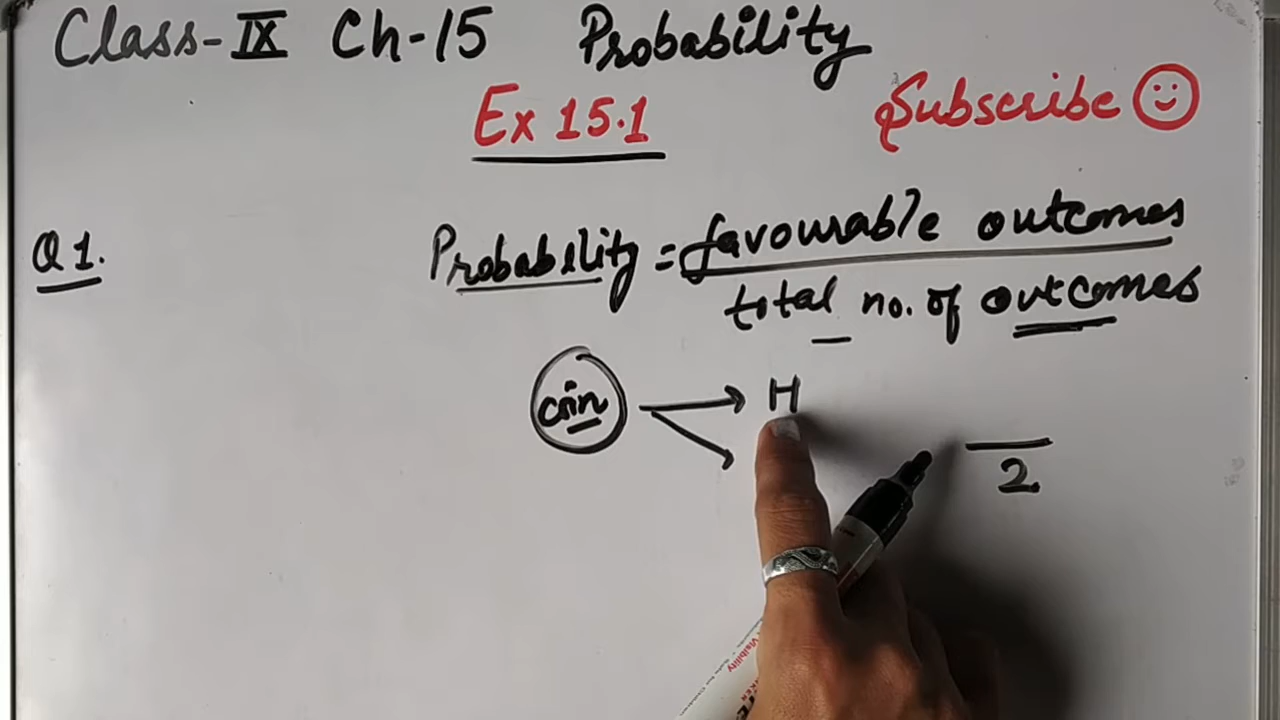 Class-IX Ch-15 Probability
Ex 15.1
Subscribe
Q1.
Probability = favourable outcomes
total no. of outcomes
coin
H
2
Visibility